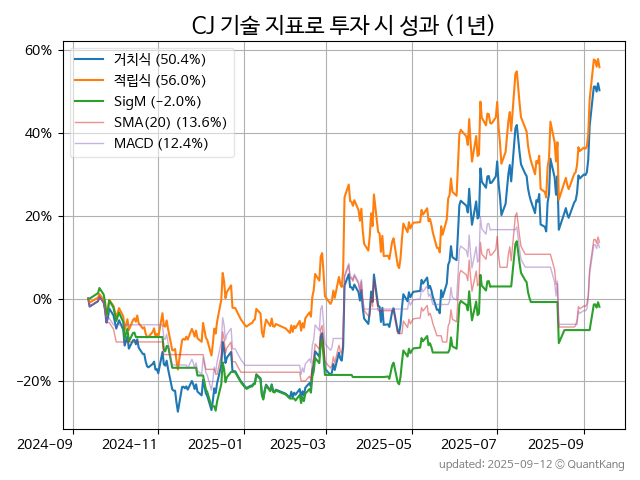 CJ 기술 지표로 투자 시 성과 (1년)
60%
40%
20%
0%
−20%
거치식 (50.4%)
적립식 (56.0%)
SigM (−2.0%)
SMA(20) (13.6%)
MACD (12.4%)
2024-09 2024-11 2025-01 2025-03 2025-05 2025-07 2025-09
updated: 2025-09-12 © QuantKang